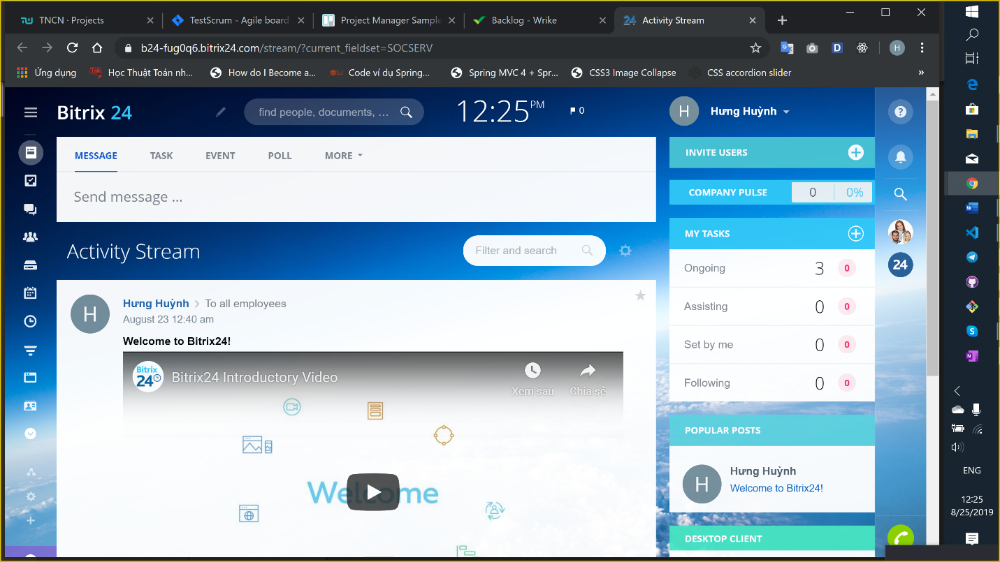 TNCN · Projects
TestScrum - Agile board
Project Manager Sample
Backlog - Wrike
24 Activity Stream
b24-fug0q6.bitrix24.com/stream/?current_fieldset=SOCSERV
D
H
Ứng dụng
Học Thuật Toán nh...
How do I Become a...
Code ví dụ Spring...
Spring MVC 4 + Spr...
CSS3 Image Collapse
CSS accordion slider
»
Bitrix 24
find people, documents, ...
12:25 PM
0
H
Hưng Huỳnh
?
MESSAGE
TASK
EVENT
POLL
MORE
Send message ...
INVITE USERS
COMPANY PULSE
0
0%
MY TASKS
Ongoing 3 0
Assisting 0 0
Set by me 0 0
Following 0 0
24
Activity Stream
Filter and search
H
Hưng Huỳnh > To all employees
August 23 12:40 am
Welcome to Bitrix24!
Bitrix 24
Bitrix24 Introductory Video
Xem sau
Chia sẻ
Welcome
POPULAR POSTS
H
Hưng Huỳnh
Welcome to Bitrix24!
DESKTOP CLIENT
ENG
12:25
8/25/2019